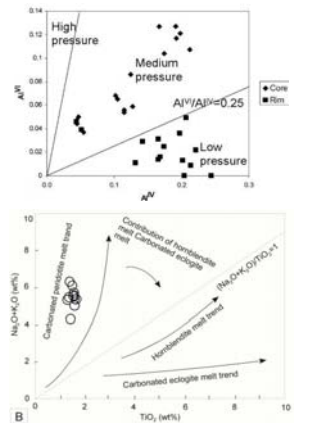 0.14
0.12
0.1
0.08
0.06
0.04
0.02
0
Al^VI
High
pressure
Medium
pressure
Al^VI/Al^IV=0.25
Low
pressure
Core
Rim
0.0 0.1 0.2 0.3
Al^IV
10
8
6
4
2
0
Na₂O+K₂O (wt%)
Carbonated peridotite melt trend
Contribution of hornblendite
melt Carbonated eclogite
melt
(Na₂O+K₂O)/TiO₂=1
Hornblendite melt trend
Carbonated eclogite melt trend
0 2 4 6 8 10
B
TiO₂ (wt%)